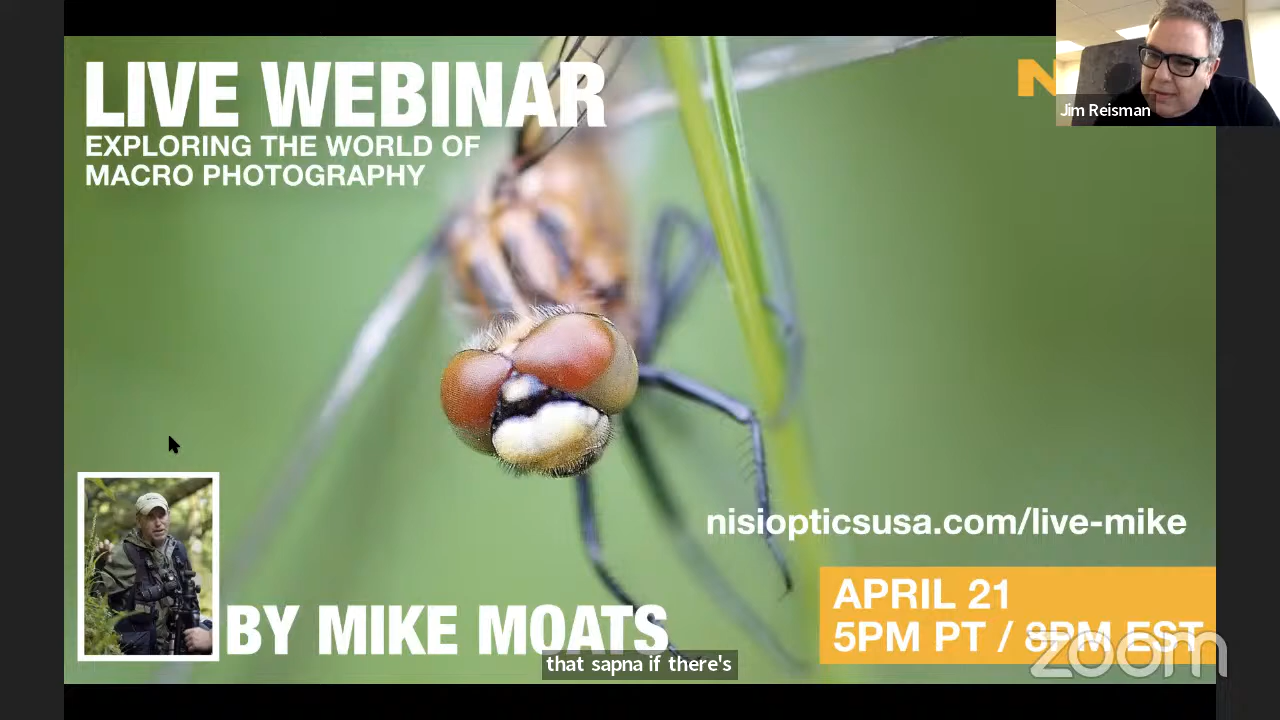 LIVE WEBINAR
EXPLORING THE WORLD OF
MACRO PHOTOGRAPHY
Jim Reisman
nisiopticsusa.com/live-mike
APRIL 21
5PM PT / 8PM EST
zoom
BY MIKE MOATS
that sapna if there's